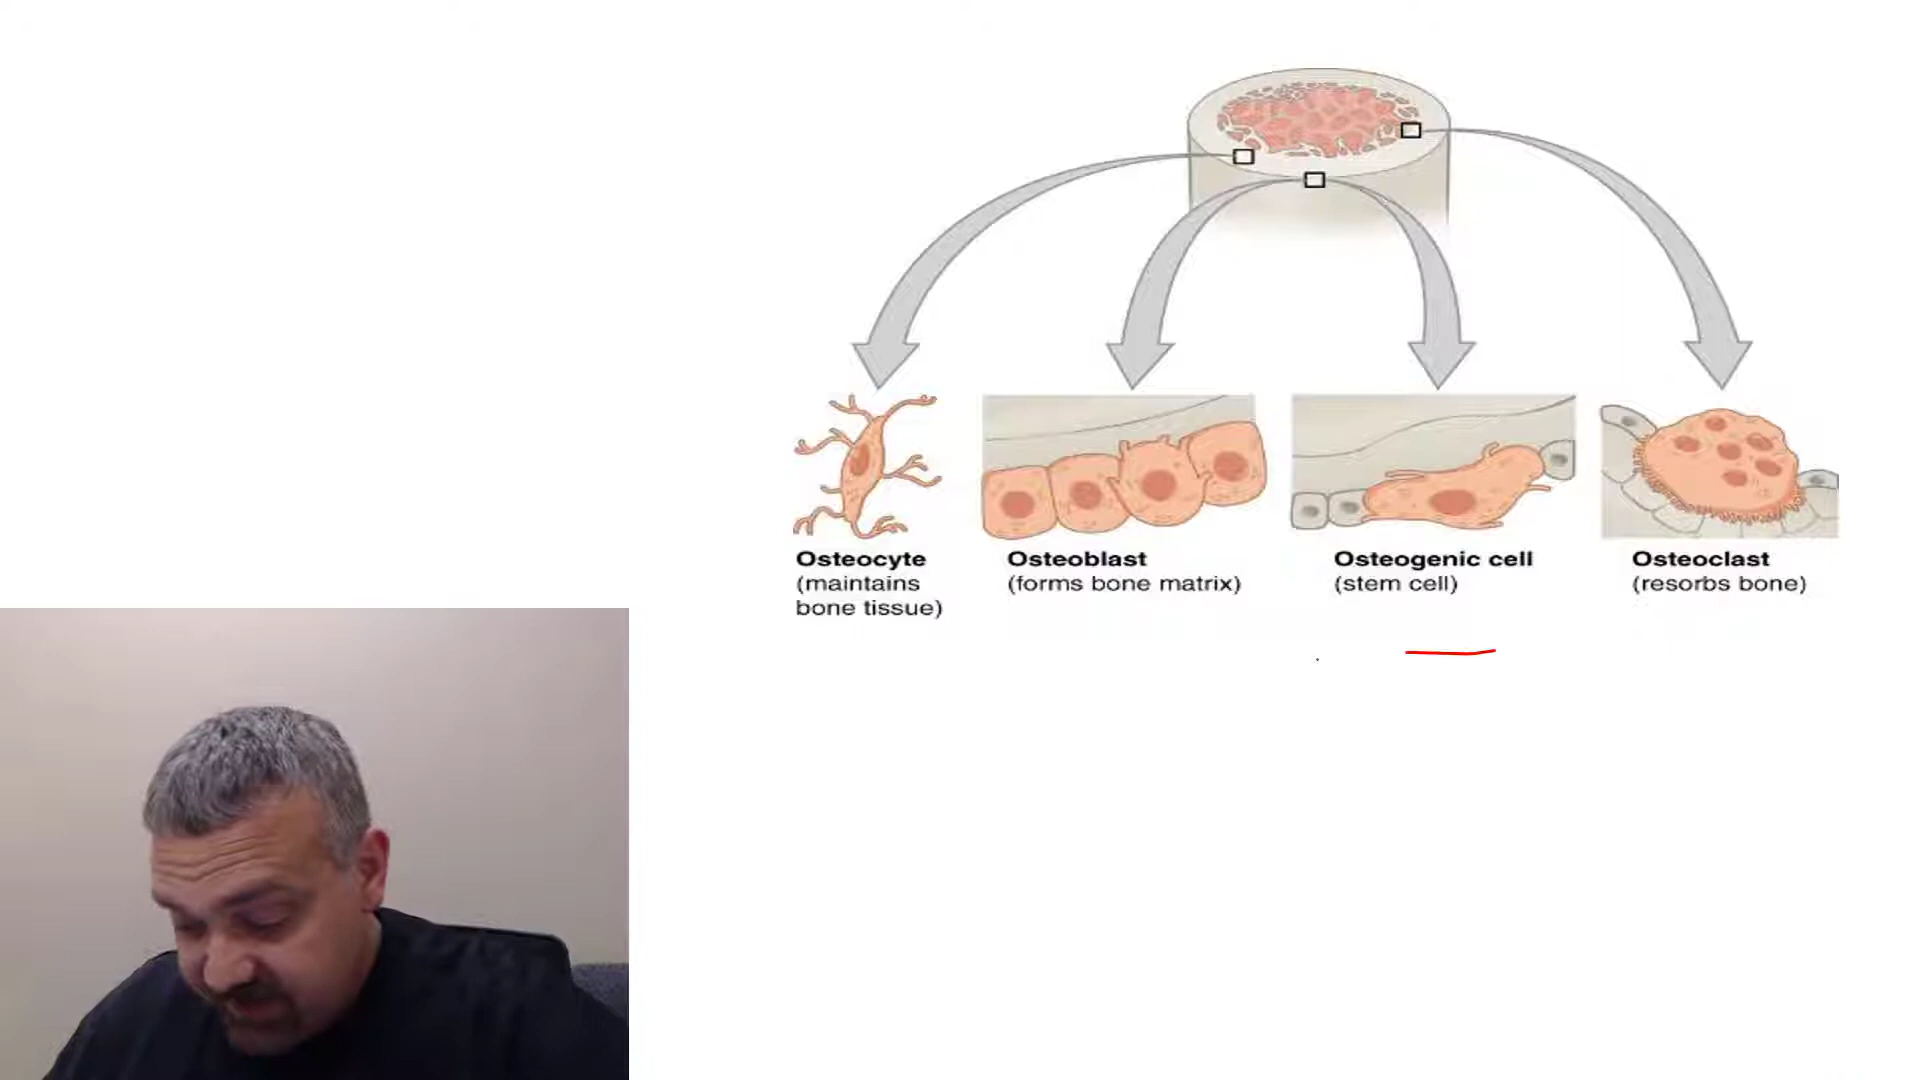 Osteocyte
(maintains
bone tissue)
Osteoblast
(forms bone matrix)
Osteogenic cell
(stem cell)
Osteoclast
(resorbs bone)